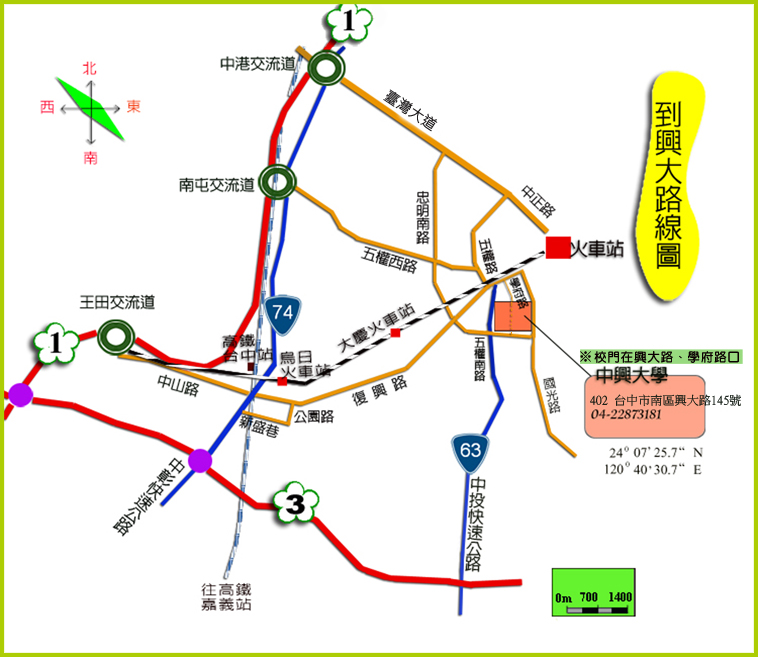 1
中港交流道
北
西
東
南
臺灣大道
到興大路線圖
南屯交流道
忠明南路
中正路
五權西路
五權路
火車站
學府路
王田交流道
74
大慶火車站
1
高鐵
台中站
烏日
火車站
五權南路
※校門在興大路、學府路口
中興大學
402 台中市南區興大路145號
04-22873181
中山路
復興路
國光路
公園路
新盛巷
24° 07' 25.7" N
120° 40' 30.7" E
63
中彰快速公路
3
中投快速公路
往高鐵
嘉義站
0m 700 1400